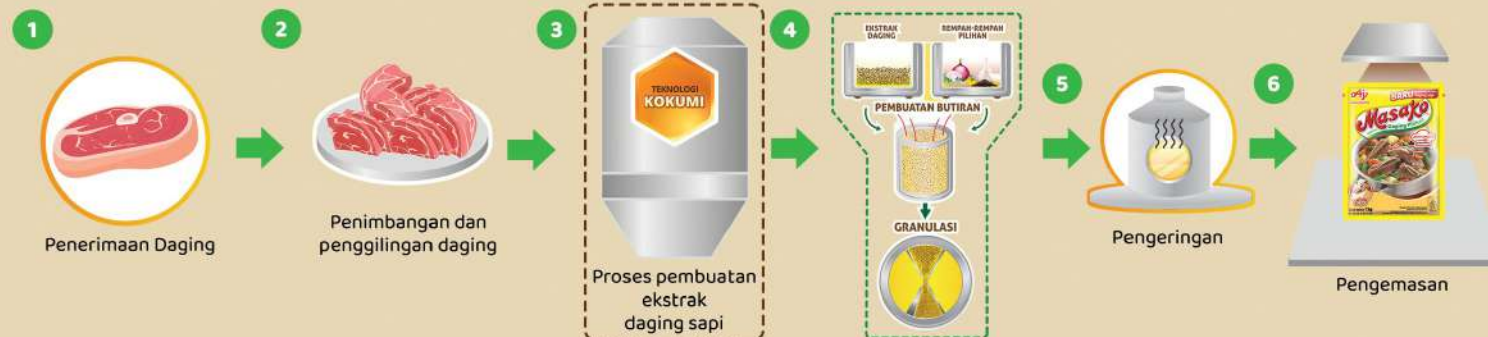 1
Penerimaan Daging
2
Penimbangan dan
penggilingan daging
3
TEKNOLOGI
KOKUMI
Proses pembuatan
ekstrak
daging sapi
4
EKSTRAK
DAGING
REMPAH-REMPAH
PILIHAN
PEMBUATAN BUTIRAN
GRANULASI
5
Pengeringan
6
BARU
Masako
Pengemasan